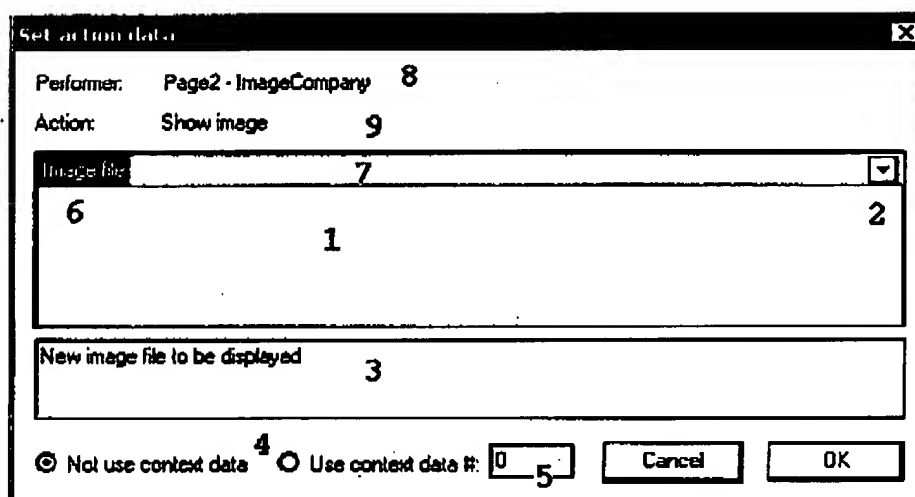 Set action data
Performer: Page2 - ImageCompany 8
Action: Show image 9
Image file 7
6 1 2
New image file to be displayed
3
Not use context data 4 Use context data #: 0 5 Cancel OK